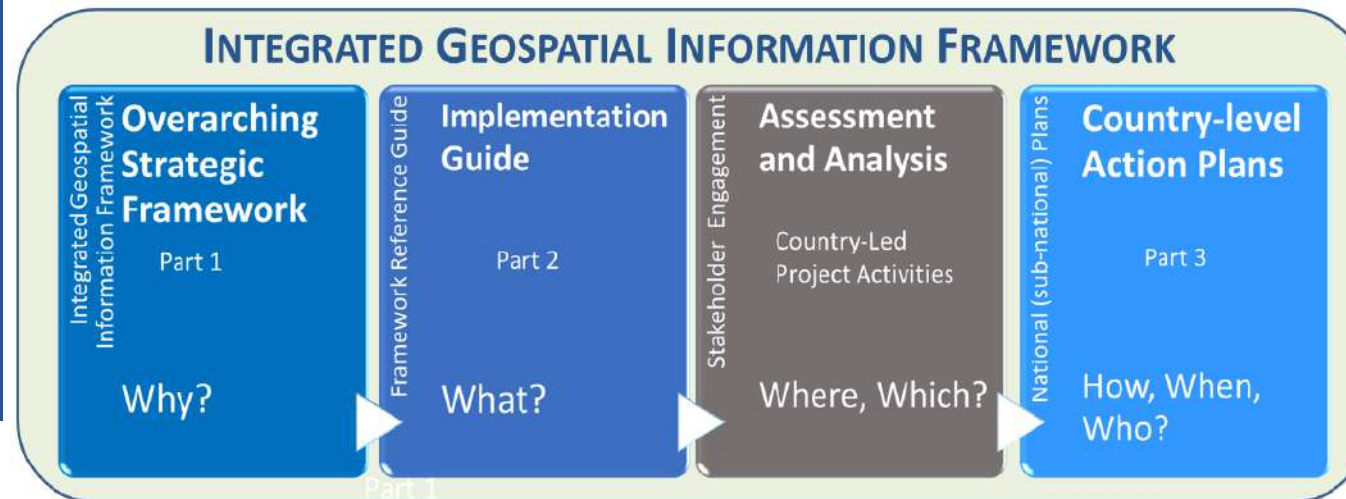 INTEGRATED GEOSPATIAL INFORMATION FRAMEWORK
Integrated Geospatial
Information Framework
Overarching
Strategic
Framework
Part 1
Why?
Framework Reference Guide
Implementation
Guide
Part 2
What?
Stakeholder Engagement
Assessment
and Analysis
Country-Led
Project Activities
Where, Which?
National (sub-national) Plans
Country-level
Action Plans
Part 3
How, When,
Who?
Part 1